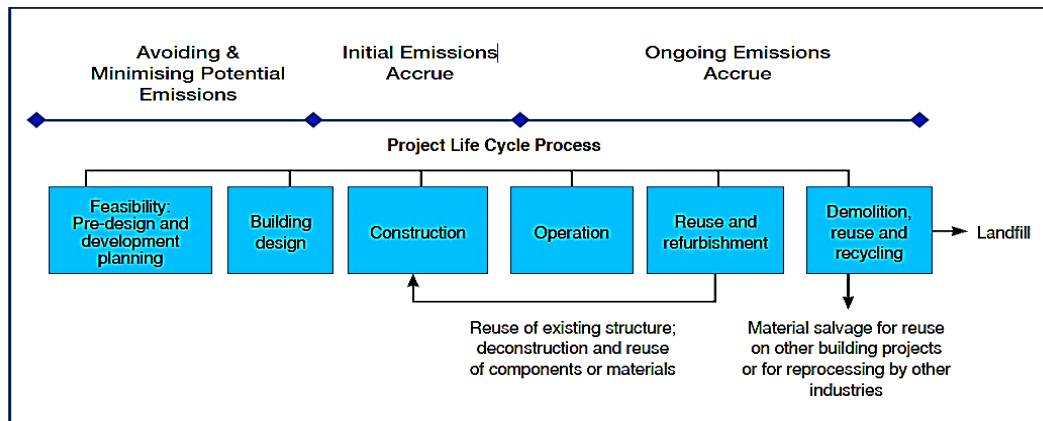 Avoiding &
Minimising Potential
Emissions
Initial Emissions
Accrue
Ongoing Emissions
Accrue
Project Life Cycle Process
Feasibility:
Pre-design and
development
planning
Building
design
Construction
Operation
Reuse and
refurbishment
Demolition,
reuse and
recycling
Landfill
Reuse of existing structure;
deconstruction and reuse
of components or materials
Material salvage for reuse
on other building projects
or for reprocessing by other
industries